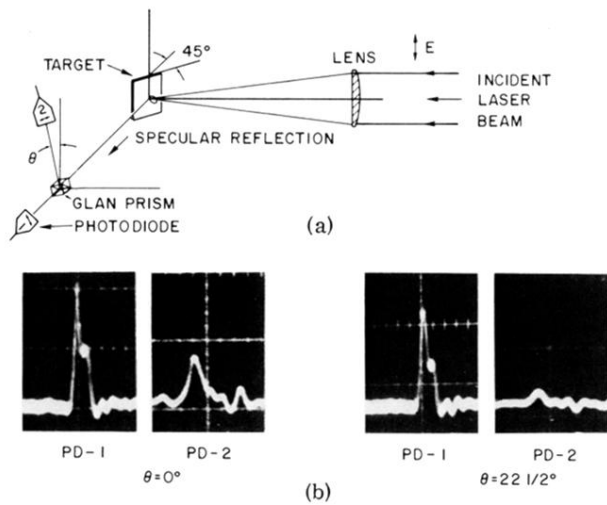 (a)
45°
TARGET
LENS
E
INCIDENT
LASER
BEAM
SPECULAR REFLECTION
2
θ
GLAN PRISM
1
PHOTODIODE
(b)
PD-1
PD-2
PD-1
PD-2
θ=0°
θ=22 1/2°